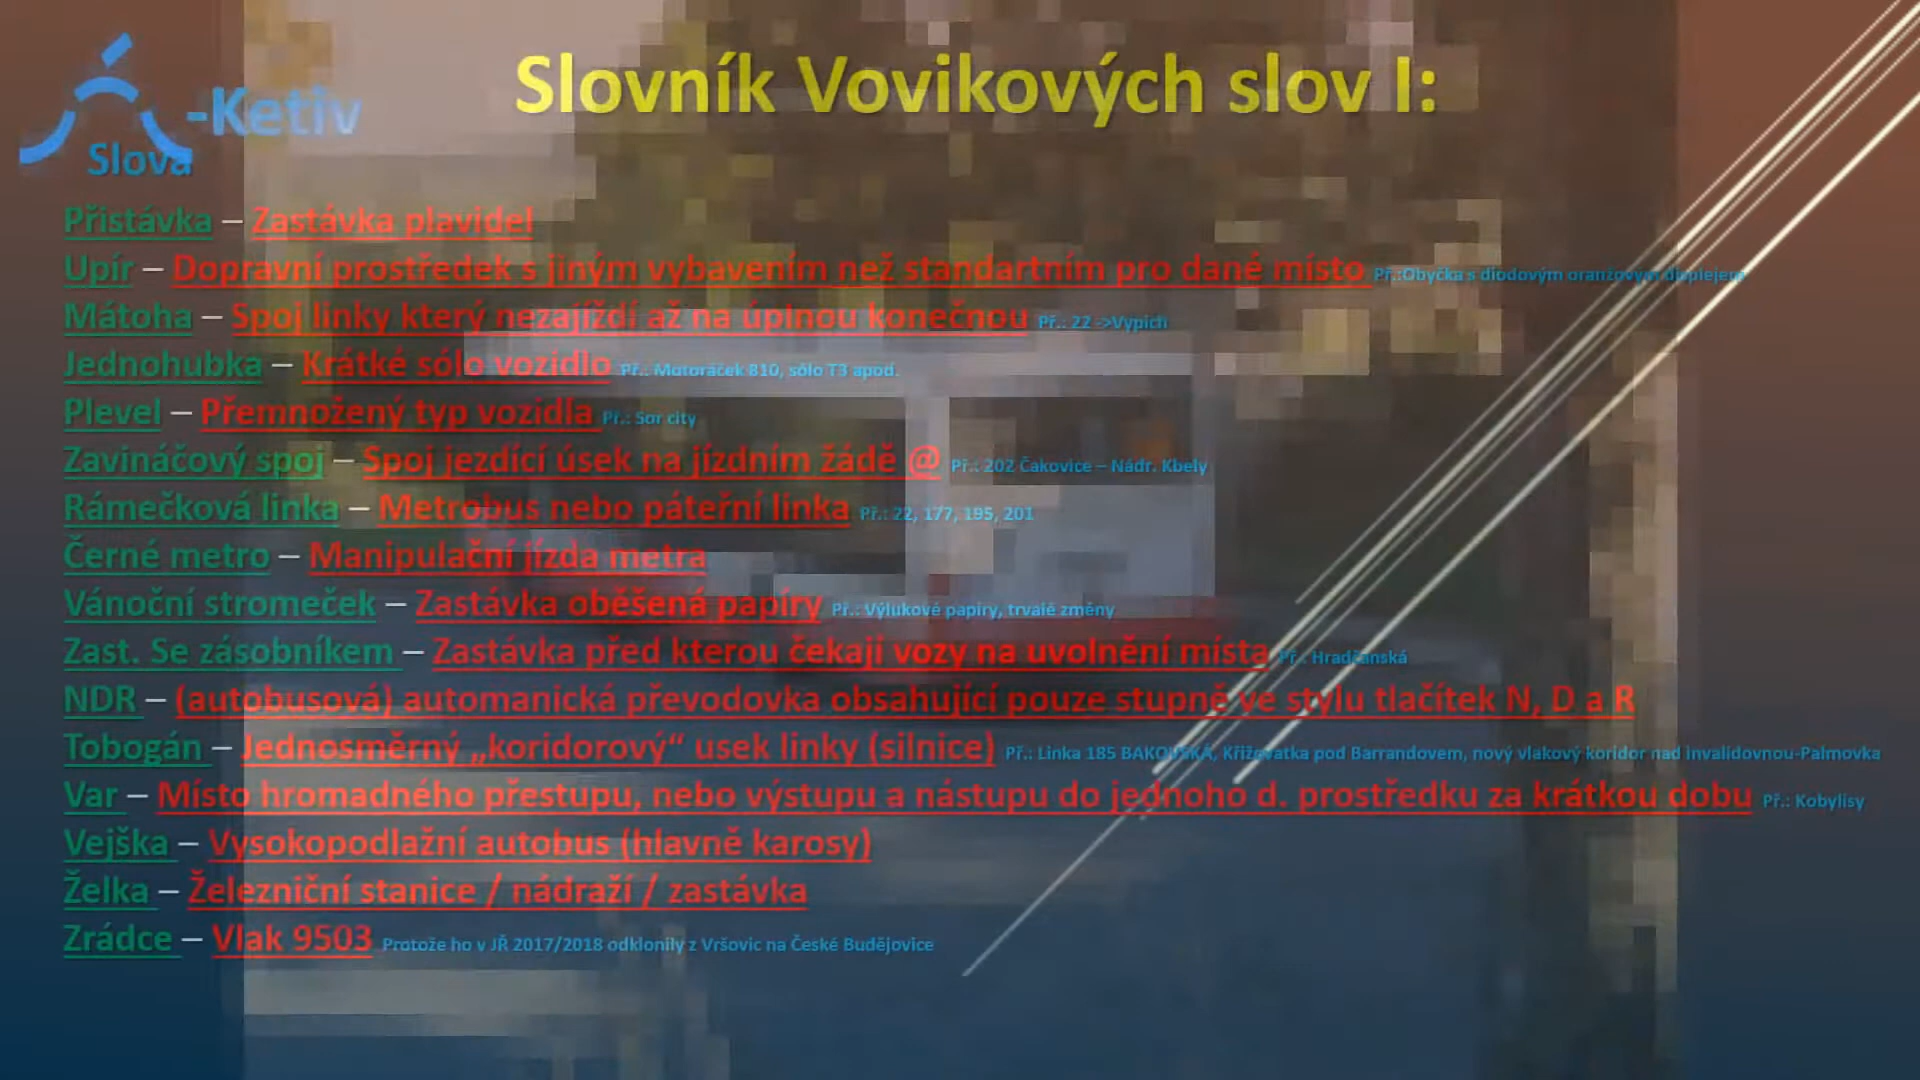 Slovník Vovikových slov I:
-Ketiv
Slova
Přistávka – Zastávka plavidel
Upír – Dopravní prostředek s jiným vybavením než standartním pro dané místo Př.:Obyčka s diodovým oranžovým displejem
Mátoha – Spoj linky který nezajíždí až na úplnou konečnou Př.: 22 ->Vypich
Jednohubka – Krátké sólo vozidlo Př.: Motoráček 810, sólo T3 apod.
Plevel – Přemnožený typ vozidla Př.: Sor city
Zavináčový spoj – Spoj jezdící úsek na jízdním žádě @ Př.: 202 Čakovice – Nádr. Kbely
Rámečková linka – Metrobus nebo páteřní linka Př.: 22, 177, 195, 201
Černé metro – Manipulační jízda metra
Vánoční stromeček – Zastávka oběšená papíry Př.: Výlukové papíry, trvalé změny
Zast. Se zásobníkem – Zastávka před kterou čekají vozy na uvolnění místa Př.: Hradčanská
NDR – (autobusová) automanická převodovka obsahující pouze stupně ve stylu tlačítek N, D a R
Tobogán – Jednosměrný „koridorový“ usek linky (silnice) Př.: Linka 185 BAKOVSKÁ, Křižovatka pod Barrandovem, nový vlakový koridor nad invalidovnou-Palmovka
Var – Místo hromadného přestupu, nebo výstupu a nástupu do jednoho d. prostředku za krátkou dobu Př.: Kobylisy
Vejška – Vysokopodlažní autobus (hlavně karosy)
Želka – Železniční stanice / nádraží / zastávka
Zrádce – Vlak 9503 Protože ho v JŘ 2017/2018 odklonily z Vršovic na České Budějovice